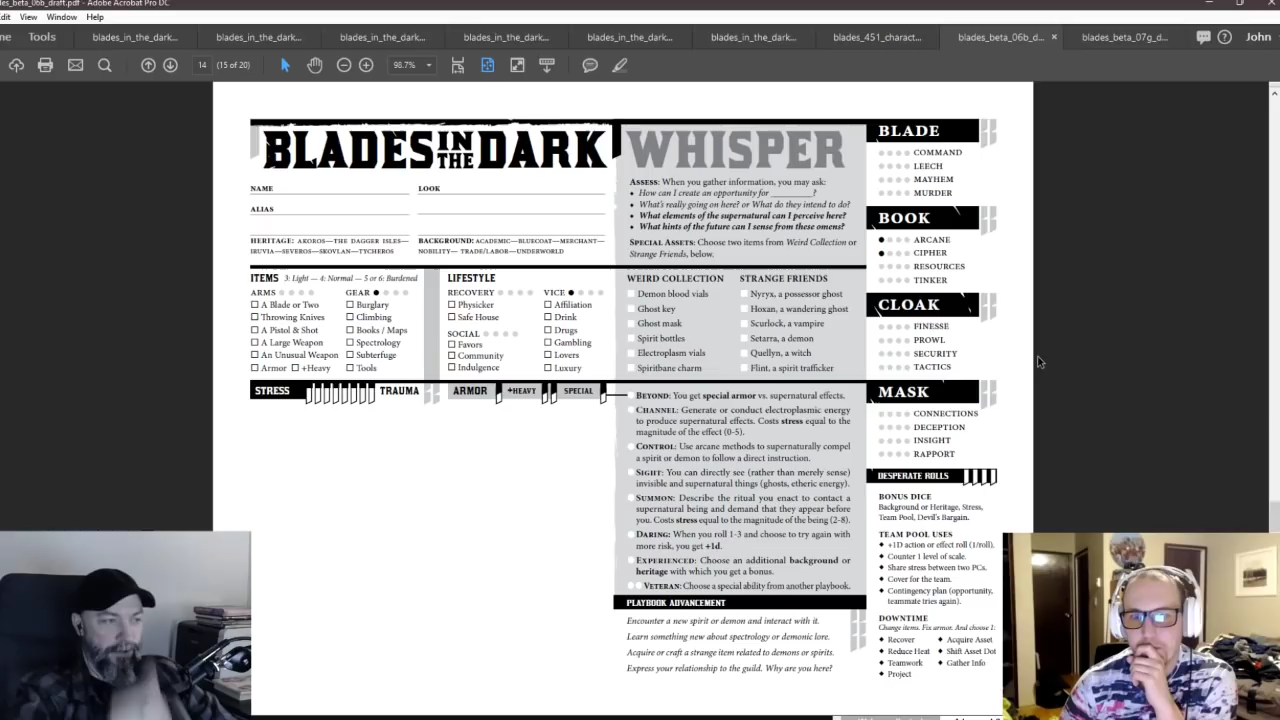 ades_beta_06b_draft.pdf - Adobe Acrobat Pro DC
Edit View Window Help
Tools blades_in_the_dark... blades_in_the_dark... blades_in_the_dark... blades_in_the_dark... blades_in_the_dark... blades_in_the_dark... blades_451_charact... blades_beta_06b_d... × blades_beta_07g_d... John
14 (15 of 20) 98.7%
BLADES IN THE DARK
NAME LOOK
ALIAS
HERITAGE: AKOROS—THE DAGGER ISLES—
IRUVIA—SEVEROS—SKOVLAN—TYCHEROS
BACKGROUND: ACADEMIC—BLUECOAT—MERCHANT—
NOBILITY— TRADE/LABOR—UNDERWORLD
ITEMS 3: Light — 4: Normal — 5 or 6: Burdened
ARMS
A Blade or Two
Throwing Knives
A Pistol & Shot
A Large Weapon
An Unusual Weapon
Armor +Heavy
GEAR
Burglary
Climbing
Books / Maps
Spectrology
Subterfuge
Tools
LIFESTYLE
RECOVERY
Physicker
Safe House
SOCIAL
Favors
Community
Indulgence
VICE
Affiliation
Drink
Drugs
Gambling
Lovers
Luxury
STRESS TRAUMA ARMOR +HEAVY SPECIAL
WHISPER
ASSESS: When you gather information, you may ask:
How can I create an opportunity for _________?
What's really going on here? or What do they intend to do?
What elements of the supernatural can I perceive here?
What hints of the future can I sense from these omens?
SPECIAL ASSETS: Choose two items from Weird Collection or
Strange Friends, below.
WEIRD COLLECTION
Demon blood vials
Ghost key
Ghost mask
Spirit bottles
Electroplasm vials
Spiritbane charm
STRANGE FRIENDS
Nyryx, a possessor ghost
Hoxan, a wandering ghost
Scurlock, a vampire
Setarra, a demon
Quellyn, a witch
Flint, a spirit trafficker
BEYOND: You get special armor vs. supernatural effects.
CHANNEL: Generate or conduct electroplasmic energy
to produce supernatural effects. Costs stress equal to the
magnitude of the effect (0-5).
CONTROL: Use arcane methods to supernaturally compel
a spirit or demon to follow a direct instruction.
SIGHT: You can directly see (rather than merely sense)
invisible and supernatural things (ghosts, etheric energy).
SUMMON: Describe the ritual you enact to contact a
supernatural being and demand that they appear before
you. Costs stress equal to the magnitude of the being (2-8).
DARING: When you roll 1-3 and choose to try again with
more risk, you get +1d.
EXPERIENCED: Choose an additional background or
heritage with which you get a bonus.
VETERAN: Choose a special ability from another playbook.
PLAYBOOK ADVANCEMENT
Encounter a new spirit or demon and interact with it.
Learn something new about spectrology or demonic lore.
Acquire or craft a strange item related to demons or spirits.
Express your relationship to the guild. Why are you here?
BLADE
COMMAND
LEECH
MAYHEM
MURDER
BOOK
ARCANE
CIPHER
RESOURCES
TINKER
CLOAK
FINESSE
PROWL
SECURITY
TACTICS
MASK
CONNECTIONS
DECEPTION
INSIGHT
RAPPORT
DESPERATE ROLLS
BONUS DICE
Background or Heritage, Stress,
Team Pool, Devil's Bargain.
TEAM POOL USES
+1D action or effect roll (1/roll).
Counter 1 level of scale.
Share stress between two PCs.
Cover for the team.
Contingency plan (opportunity,
teammate tries again).
DOWNTIME
Change items. Fix armor. And choose 1:
Recover
Reduce Heat
Teamwork
Project
Acquire Asset
Shift Asset Dot
Gather Info